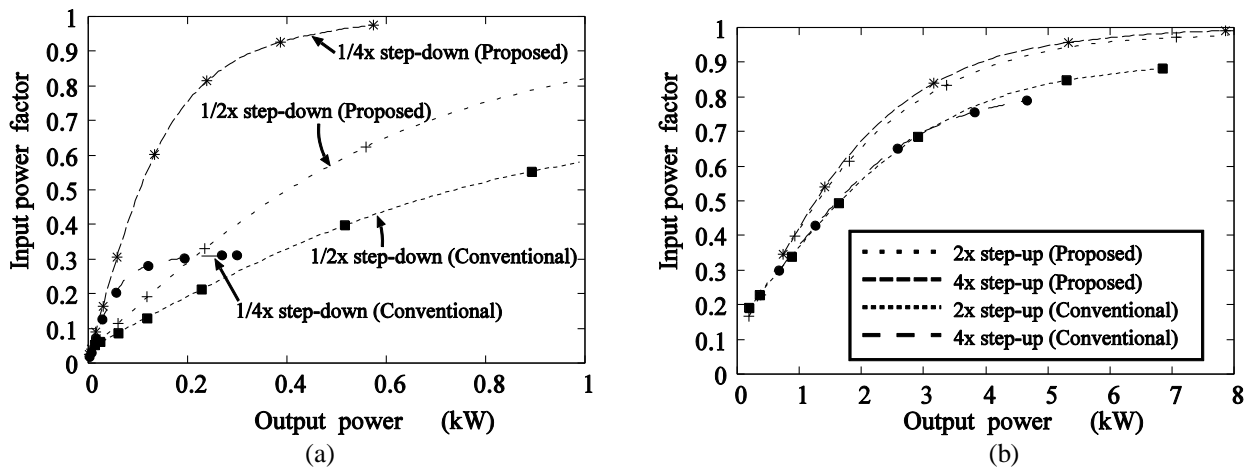 1
0.9
0.8
0.7
0.6
0.5
0.4
0.3
0.2
0.1
0
Input power factor
1/4x step-down (Proposed)
1/2x step-down (Proposed)
1/2x step-down (Conventional)
1/4x step-down (Conventional)
0 0.2 0.4 0.6 0.8 1
Output power (kW)
(a)
1
0.9
0.8
0.7
0.6
0.5
0.4
0.3
0.2
0.1
0
Input power factor
2x step-up (Proposed)
4x step-up (Proposed)
2x step-up (Conventional)
4x step-up (Conventional)
0 1 2 3 4 5 6 7 8
Output power (kW)
(b)